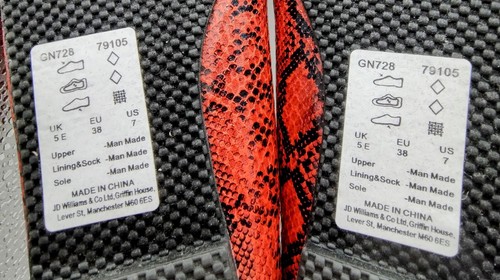 GN728 79105
UK EU US
5 E 38 7
Upper -Man Made
Lining&Sock -Man Made
Sole -Man Made
MADE IN CHINA
JD Williams & Co Ltd, Griffin House,
Lever St, Manchester M60 6ES
GN728 79105
UK EU US
5 E 38 7
Upper -Man Made
Lining&Sock -Man Made
Sole -Man Made
MADE IN CHINA
JD Williams & Co Ltd, Griffin House,
Lever St, Manchester M60 6ES